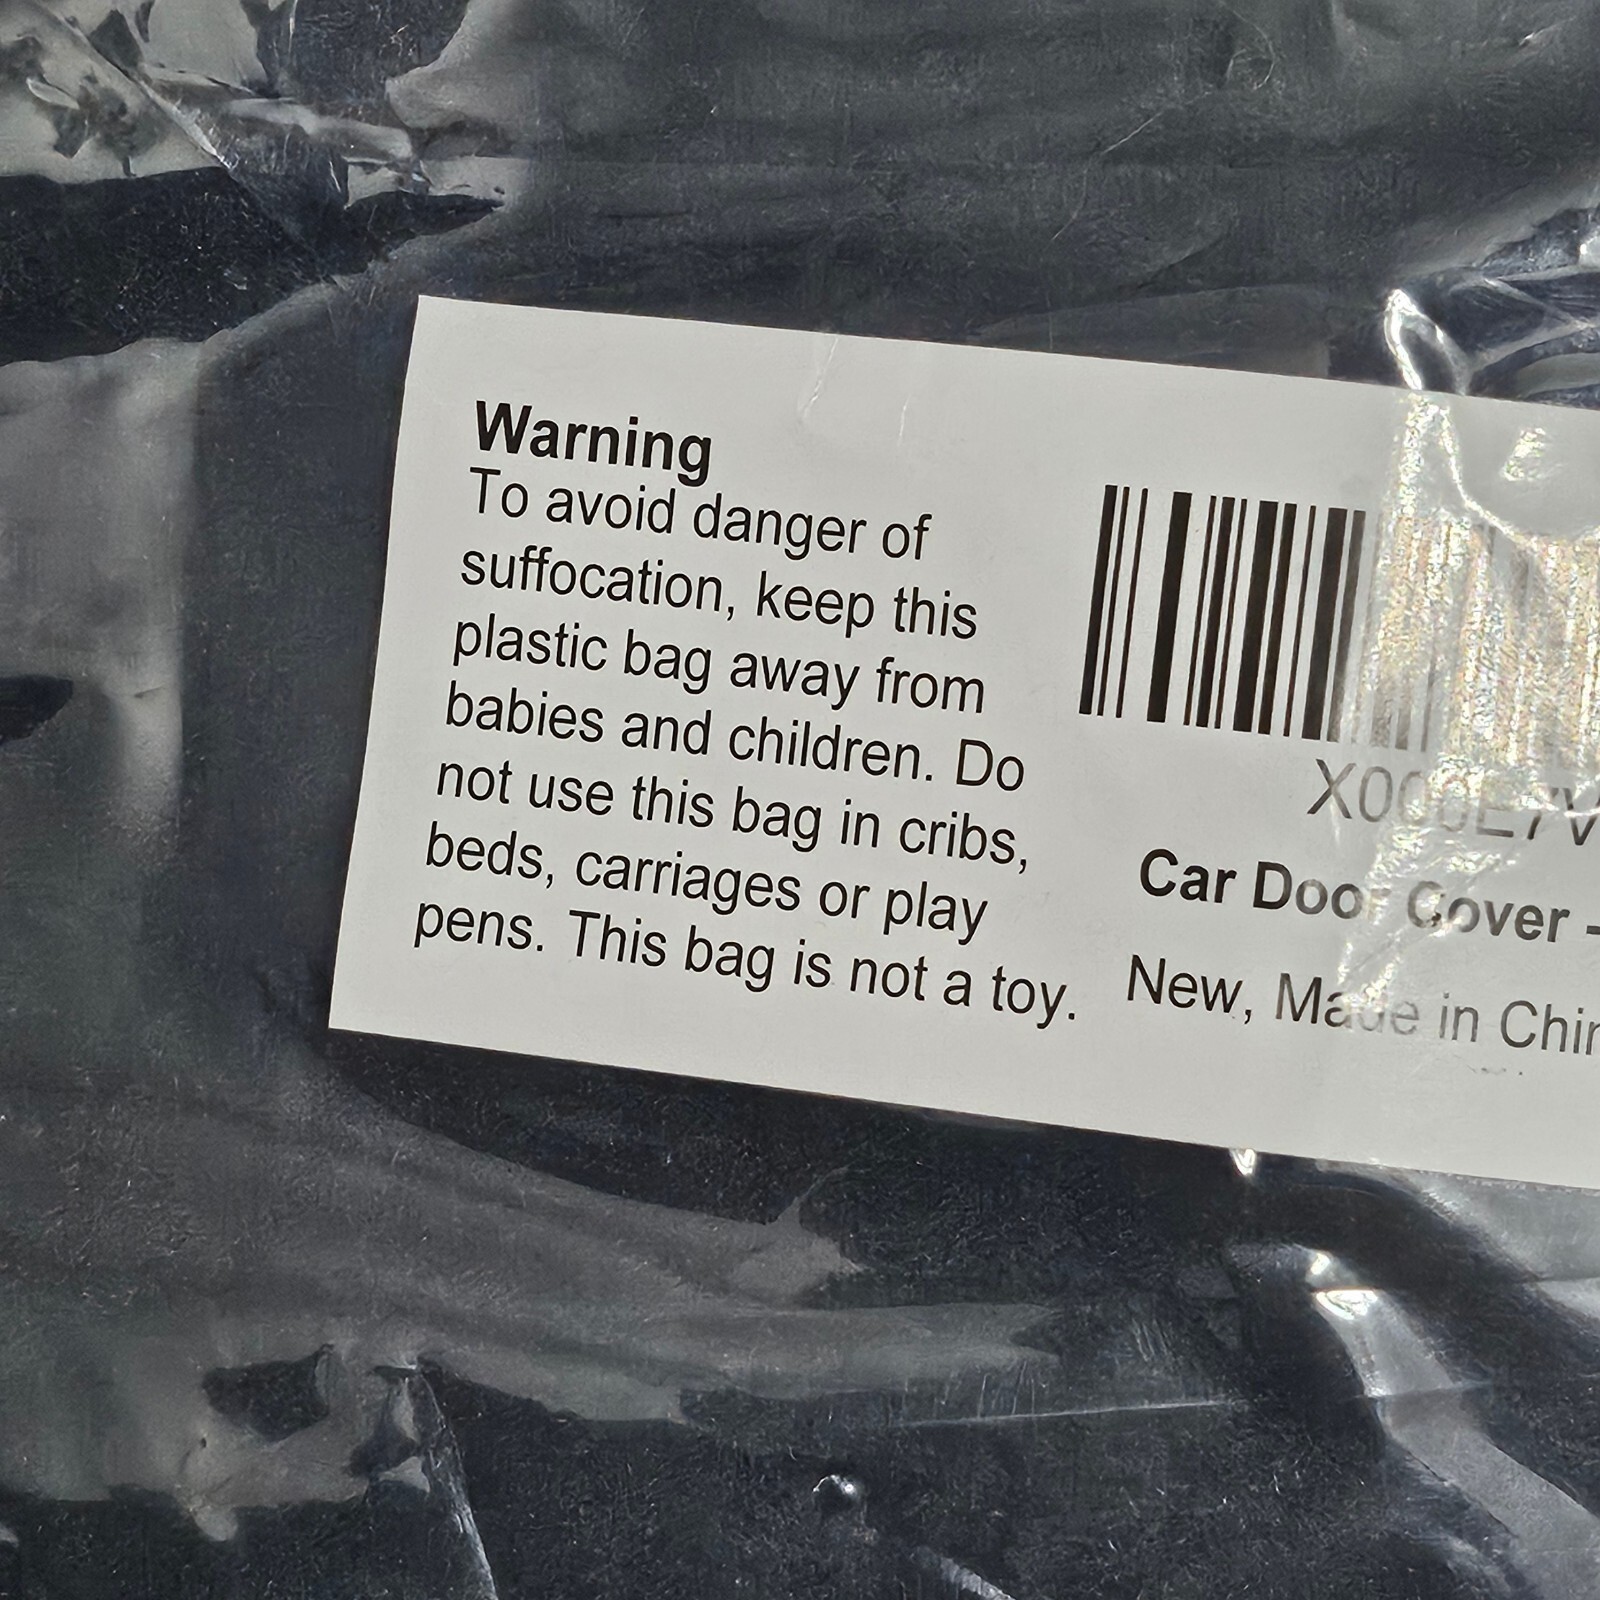 Warning
To avoid danger of
suffocation, keep this
plastic bag away from
babies and children. Do
not use this bag in cribs,
beds, carriages or play
pens. This bag is not a toy.
Car Door Cover -
New, Made in